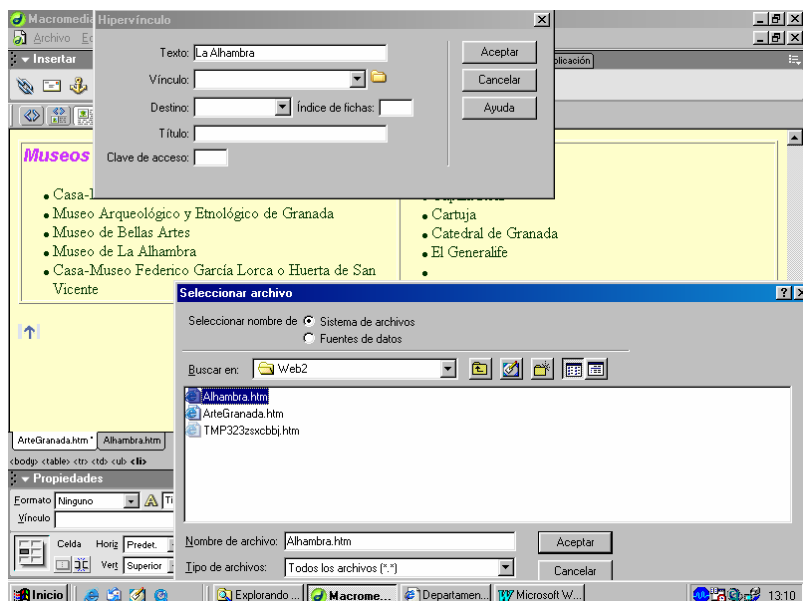 Macromedia
Hipervínculo
Archivo
Insertar
Texto: La Alhambra
Aceptar
Vínculo:
Cancelar
Destino:
Índice de fichas:
Ayuda
Título:
Clave de acceso:
Museos
• Museo Arqueológico y Etnológico de Granada
• Museo de Bellas Artes
• Museo de La Alhambra
• Casa-Museo Federico García Lorca o Huerta de San
Vicente
• Cartuja
• Catedral de Granada
• El Generalife
•
Seleccionar archivo
Seleccionar nombre de
Sistema de archivos
Fuentes de datos
Buscar en: Web2
Alhambra.htm
ArteGranada.htm
TMP323zsxcbbj.htm
ArteGranada.htm* Alhambra.htm
<body> <table> <tr> <td> <ub> <li>
Propiedades
Formato Ninguno
Vínculo
Celda Horiz Predet.
Vert Superior
Nombre de archivo: Alhambra.htm
Aceptar
Tipo de archivos: Todos los archivos (*.*)
Cancelar
Inicio
Explorando ...
Macrome...
Departamen...
Microsoft W...
13:10